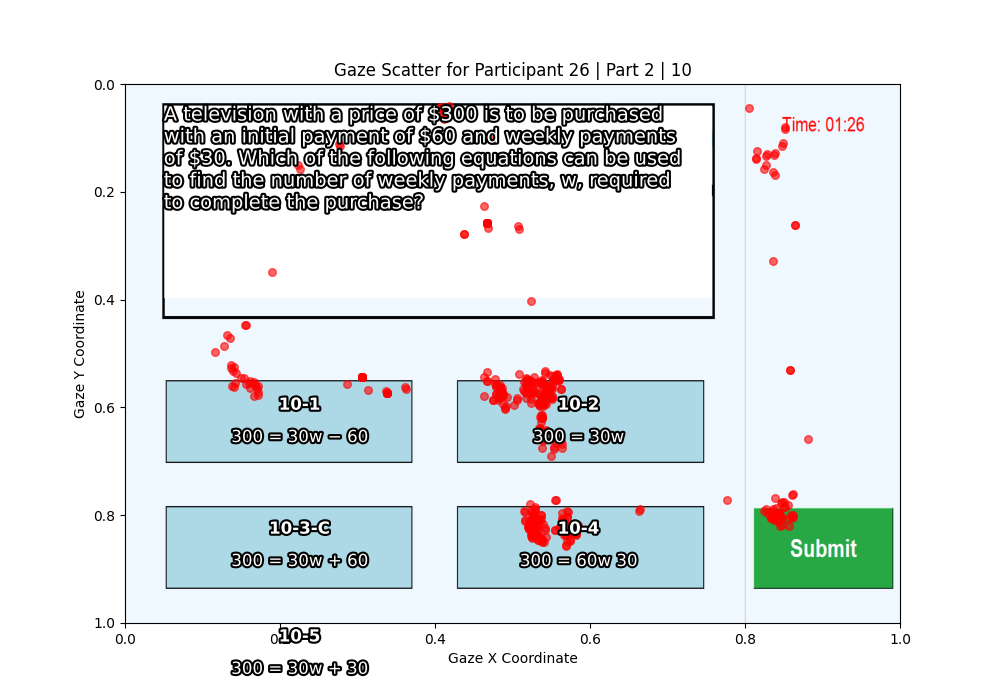 Gaze Scatter for Participant 26 | Part 2 | 10
0.0
A television with a price of $300 is to be purchased
with an initial payment of $60 and weekly payments
of $30. Which of the following equations can be used
to find the number of weekly payments, w, required
to complete the purchase?
Time: 01:26
0.2
0.4
Gaze Y Coordinate
10-1
300 = 30w − 60
10-2
300 = 30w
0.6
10-3-C
300 = 30w + 60
10-4
300 = 60w 30
Submit
0.8
1.0
0.0
0.2
0.4
0.6
0.8
1.0
10-5
300 = 30w + 30
Gaze X Coordinate